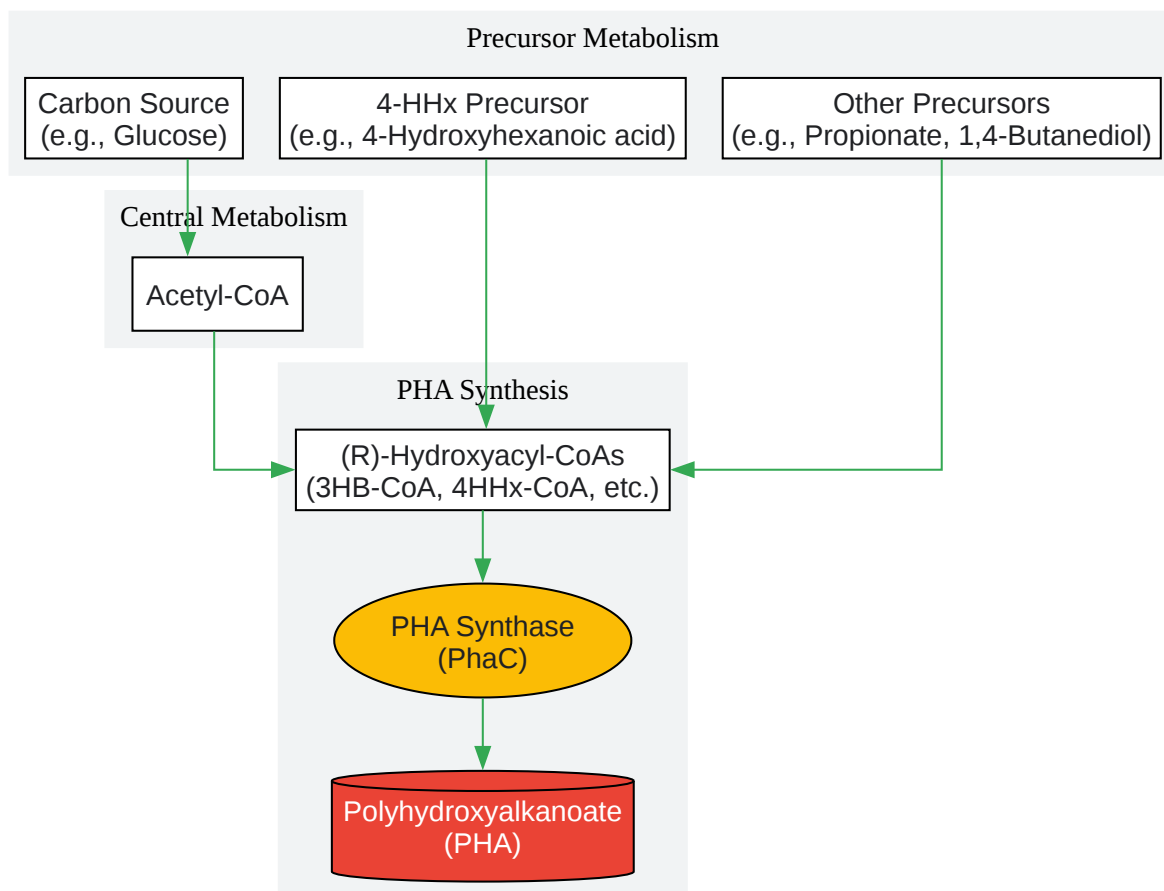 Precursor Metabolism
Carbon Source
(e.g., Glucose)
4-HHx Precursor
(e.g., 4-Hydroxyhexanoic acid)
Other Precursors
(e.g., Propionate, 1,4-Butanediol)
Central Metabolism
Acetyl-CoA
PHA Synthesis
(R)-Hydroxyacyl-CoAs
(3HB-CoA, 4HHx-CoA, etc.)
PHA Synthase
(PhaC)
Polyhydroxyalkanoate
(PHA)